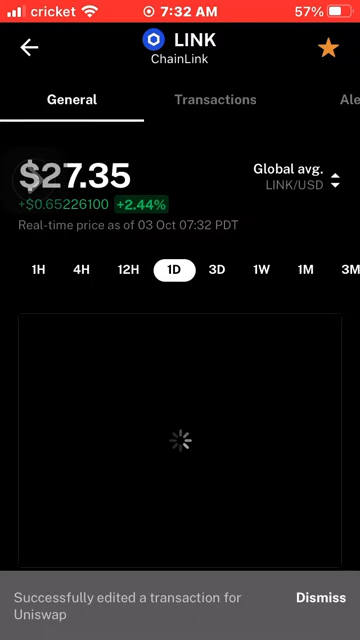 cricket 7:32 AM 57%
LINK
ChainLink
General Transactions Ale
$27.35 Global avg.
LINK/USD
+$0.65226100 +2.44%
Real-time price as of 03 Oct 07:32 PDT
1H 4H 12H 1D 3D 1W 1M 3M
Successfully edited a transaction for Dismiss
Uniswap